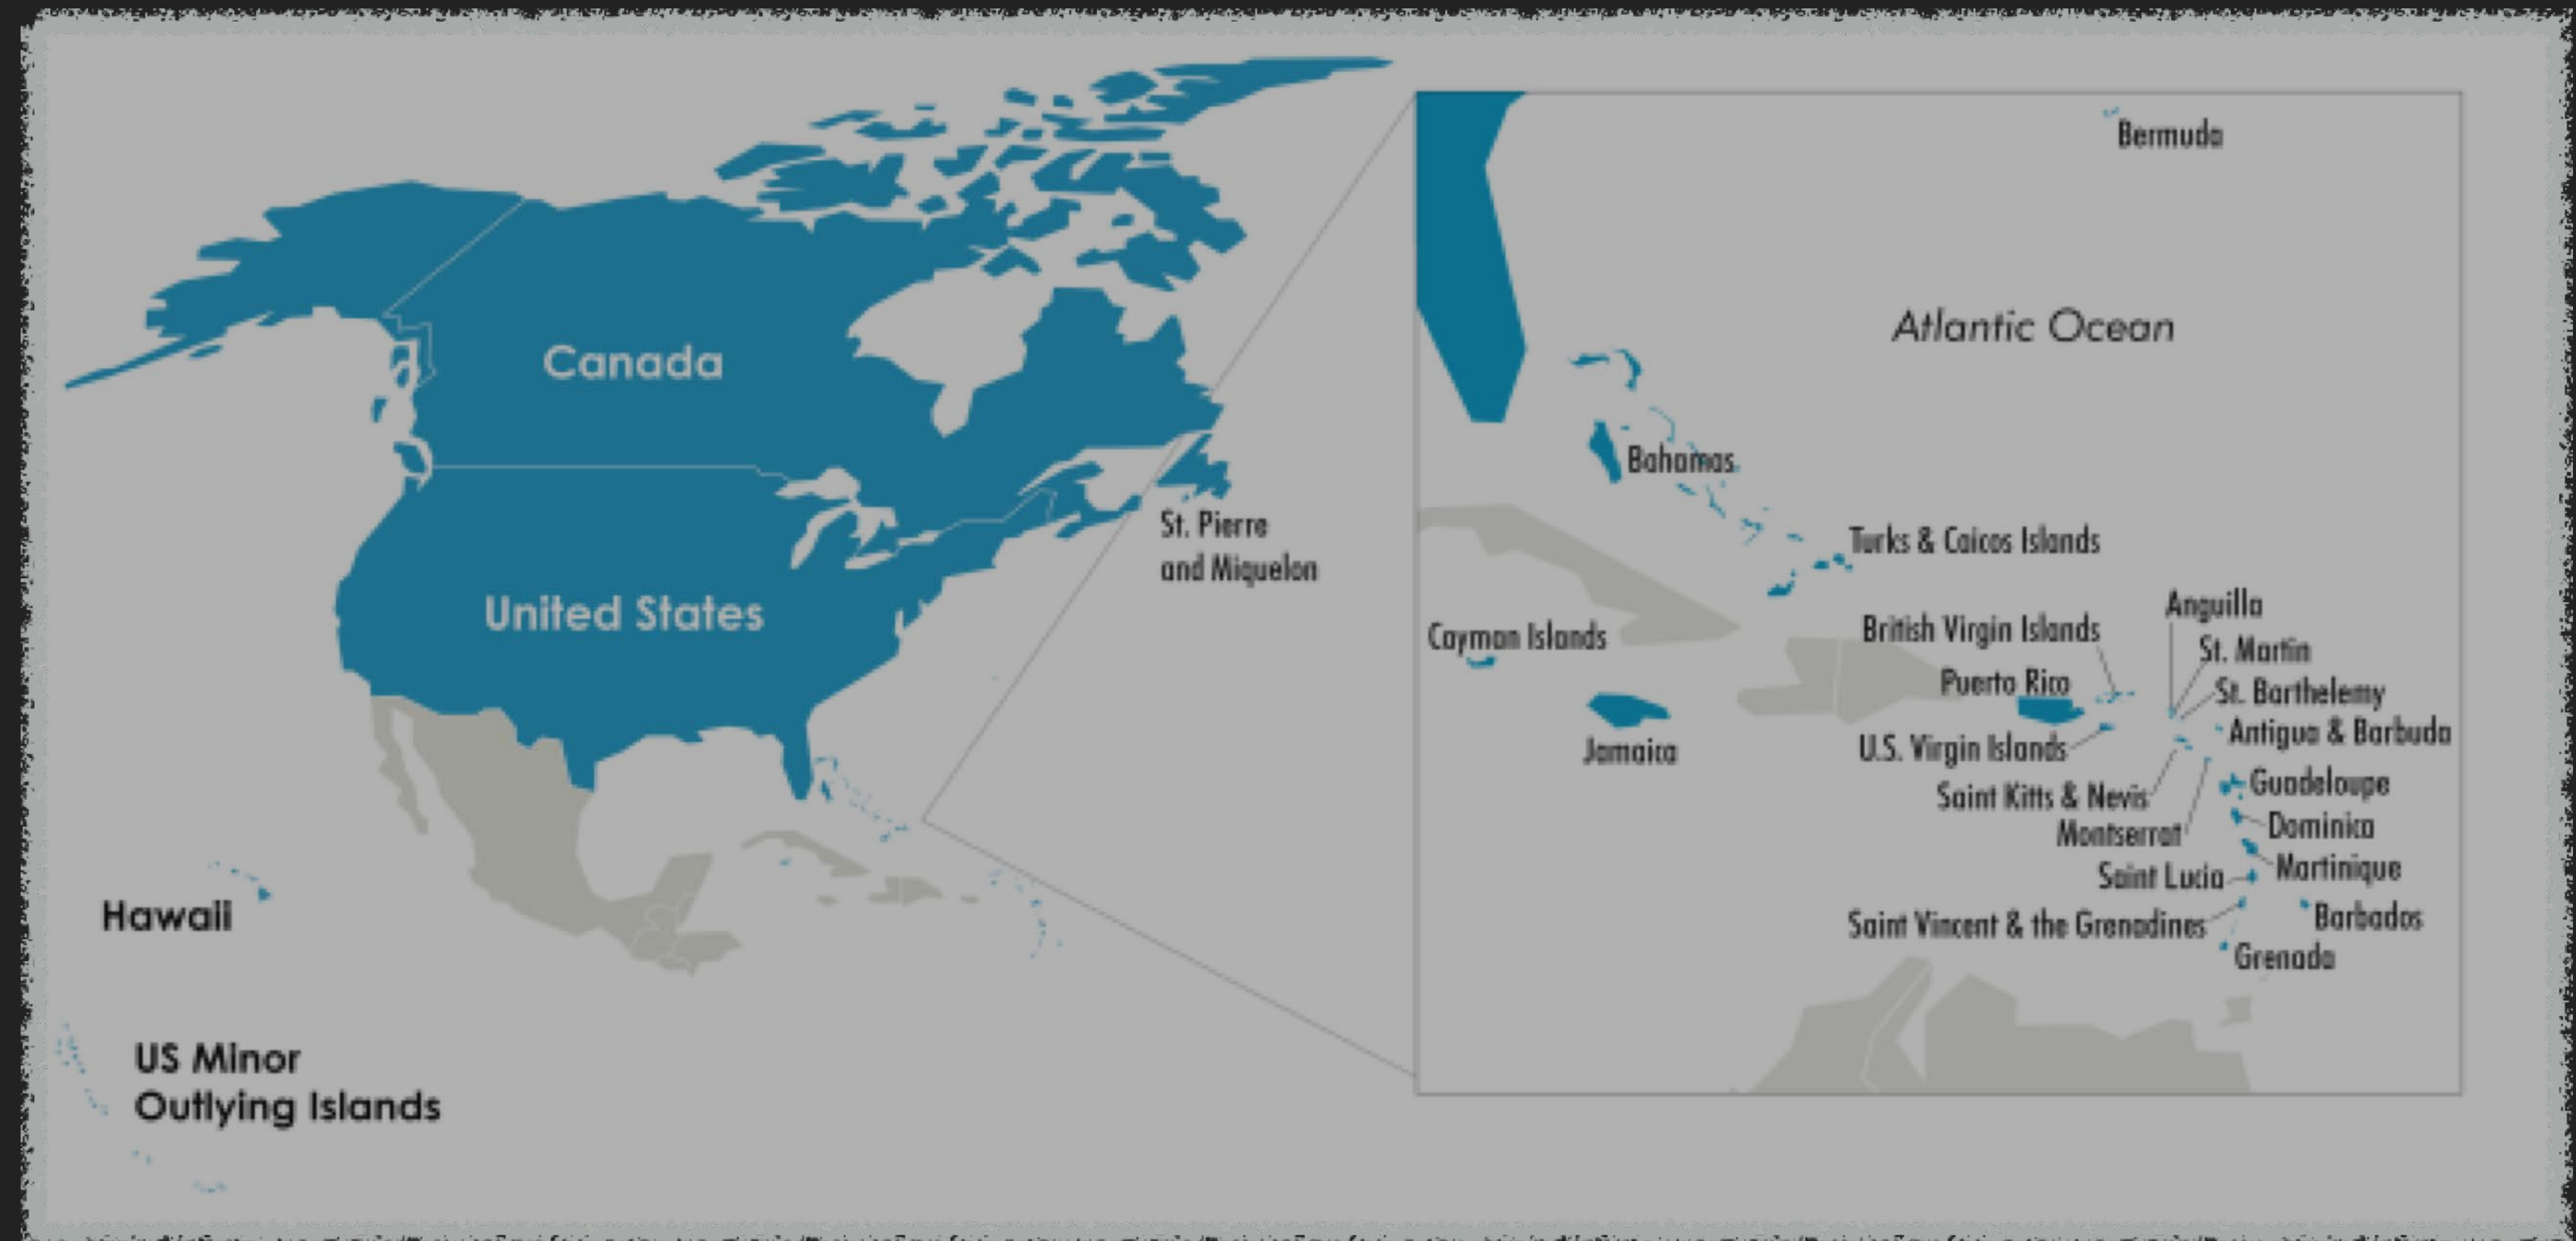 Canada
United States
St. Pierre
and Miquelon
Hawaii
US Minor
Outlying Islands
Bermuda
Atlantic Ocean
Bahamas
Turks & Caicos Islands
Cayman Islands
Jamaica
British Virgin Islands
Puerto Rico
U.S. Virgin Islands
Anguilla
St. Martin
St. Barthelemy
Antigua & Barbuda
Saint Kitts & Nevis
Montserrat
Guadeloupe
Dominica
Martinique
Saint Lucia
Saint Vincent & the Grenadines
Barbados
Grenada